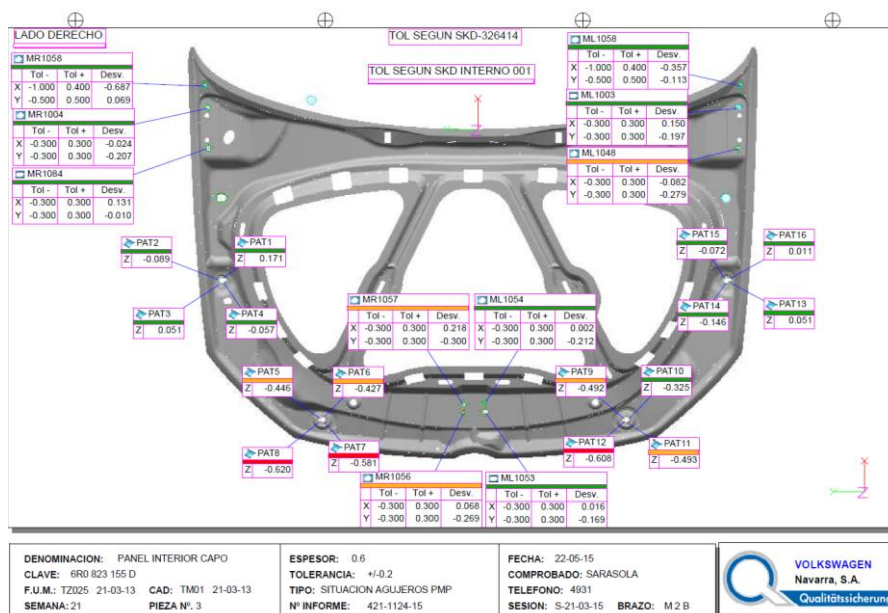 LADO DERECHO
TOL SEGUN SKD-326414
TOL SEGUN SKD INTERNO 001
MR1058
Tol - Tol + Desv.
X -1.000 0.400 -0.687
Y -0.500 0.500 0.069
MR1004
Tol - Tol + Desv.
X -0.300 0.300 -0.024
Y -0.300 0.300 -0.207
MR1084
Tol - Tol + Desv.
X -0.300 0.300 0.131
Y -0.300 0.300 -0.010
ML1058
Tol - Tol + Desv.
X -1.000 0.400 -0.357
Y -0.500 0.500 -0.113
ML1003
Tol - Tol + Desv.
X -0.300 0.300 0.150
Y -0.300 0.300 -0.197
ML1048
Tol - Tol + Desv.
X -0.300 0.300 -0.082
Y -0.300 0.300 -0.279
Z
PAT2
Z -0.089
PAT1
Z 0.171
PAT3
Z 0.051
PAT4
Z -0.057
PAT15
Z -0.072
PAT16
Z 0.011
PAT14
Z -0.146
PAT13
Z 0.051
MR1057
Tol - Tol + Desv.
X -0.300 0.300 0.218
Y -0.300 0.300 -0.300
ML1054
Tol - Tol + Desv.
X -0.300 0.300 0.002
Y -0.300 0.300 -0.212
PAT5
Z -0.446
PAT6
Z -0.427
PAT9
Z -0.492
PAT10
Z -0.325
PAT8
Z -0.620
PAT7
Z -0.581
PAT12
Z -0.608
PAT11
Z -0.493
MR1056
Tol - Tol + Desv.
X -0.300 0.300 0.068
Y -0.300 0.300 -0.269
ML1053
Tol - Tol + Desv.
X -0.300 0.300 0.016
Y -0.300 0.300 -0.169
X
Y Z
DENOMINACION: PANEL INTERIOR CAPO
CLAVE: 6R0 823 155 D
F.U.M.: TZ025 21-03-13 CAD: TM01 21-03-13
SEMANA: 21 PIEZA Nº. 3
ESPESOR: 0.6
TOLERANCIA: +/-0.2
TIPO: SITUACION AGUJEROS PMP
Nº INFORME: 421-1124-15
FECHA: 22-05-15
COMPROBADO: SARASOLA
TELEFONO: 4931
SESION: S-21-03-15 BRAZO: M 2 B
VOLKSWAGEN
Navarra, S.A.
Qualitätssicherung